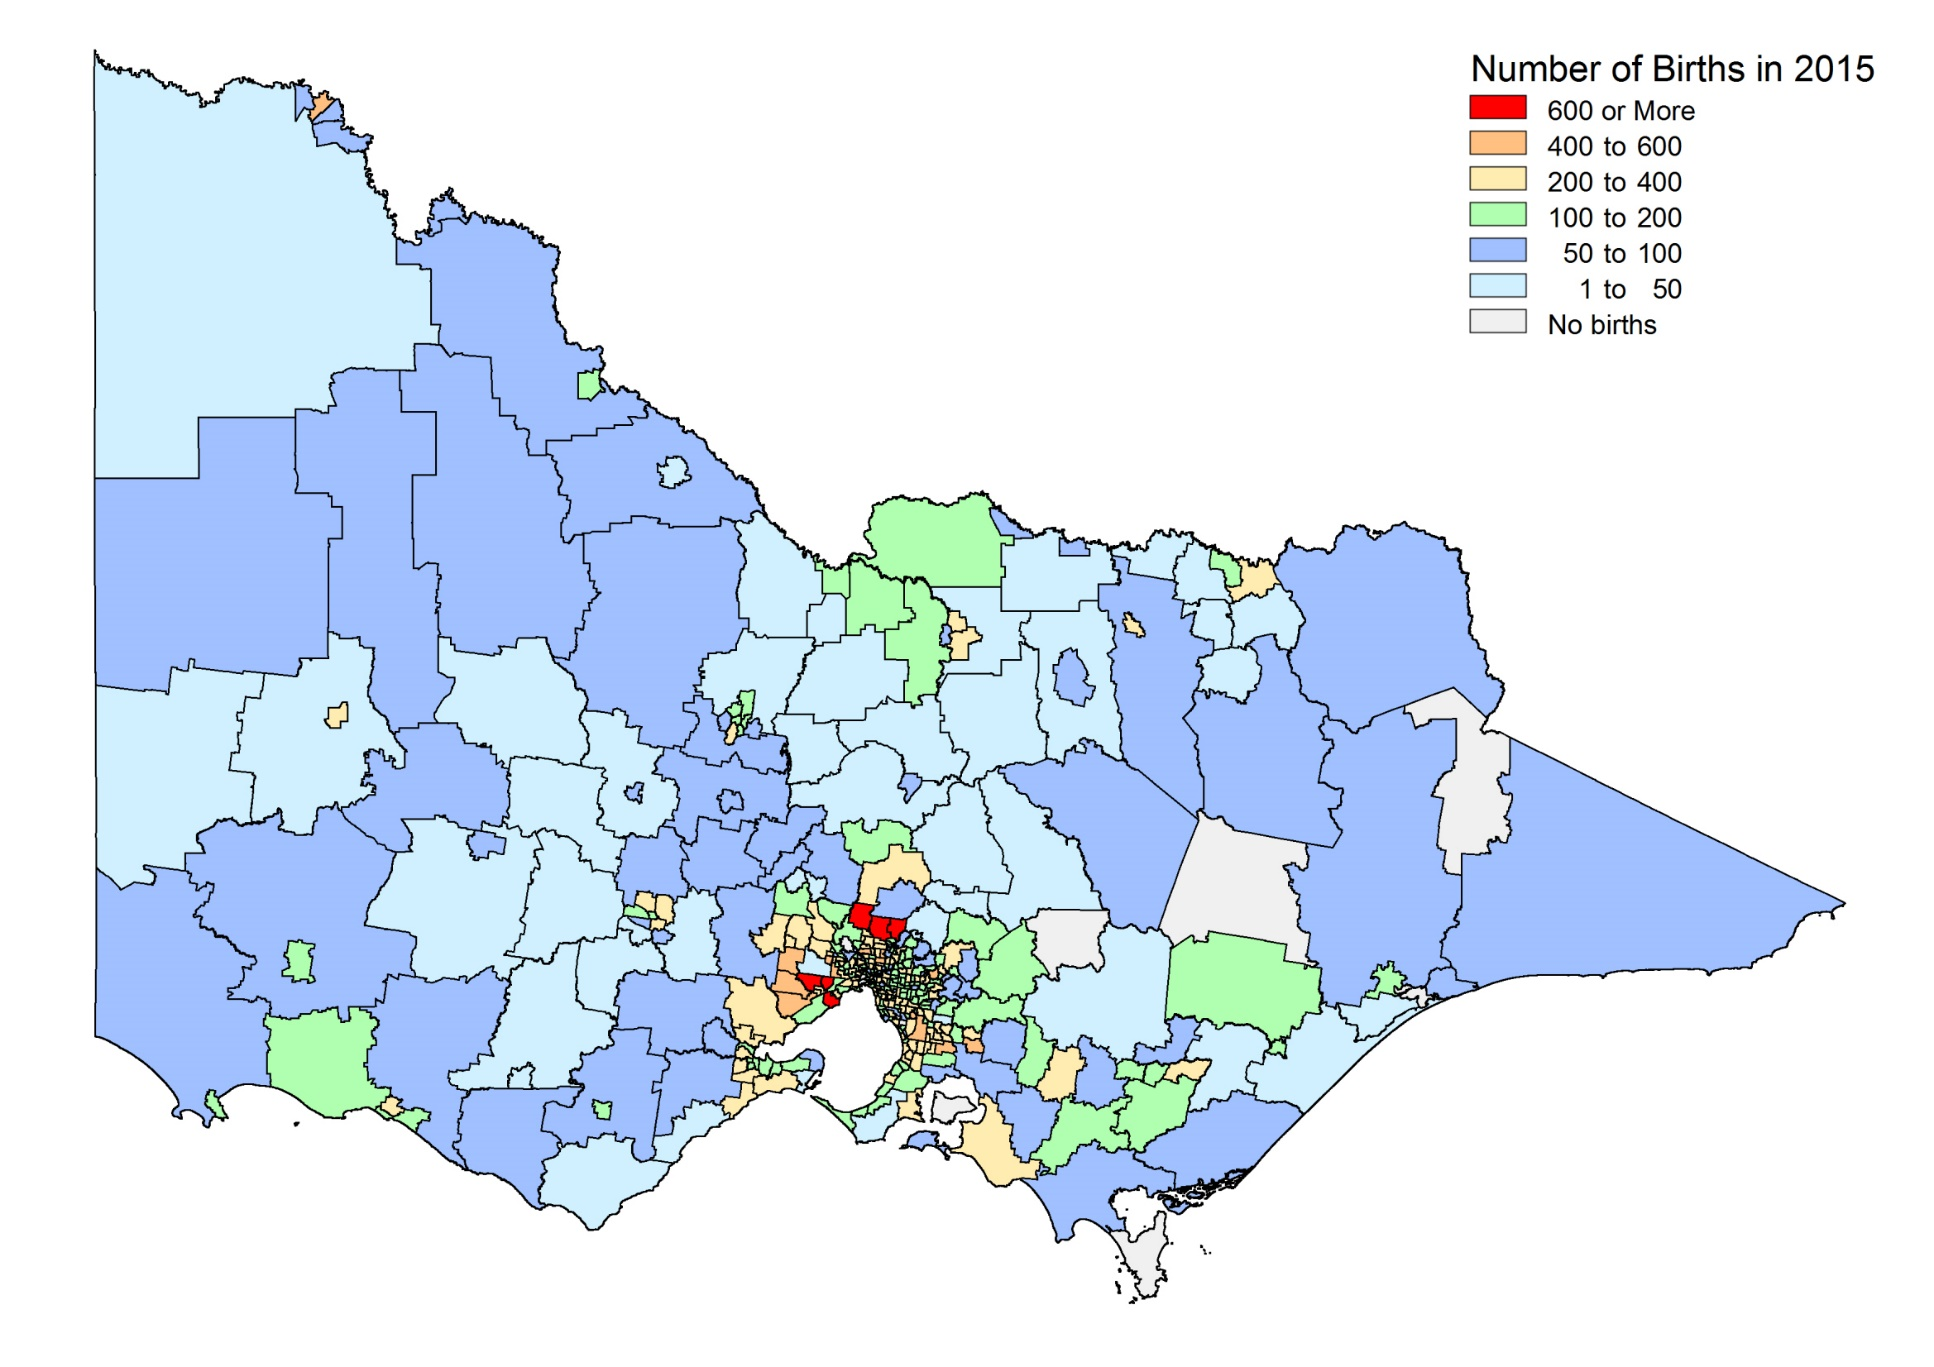 Number of Births in 2015
600 or More
400 to 600
200 to 400
100 to 200
50 to 100
1 to 50
No births